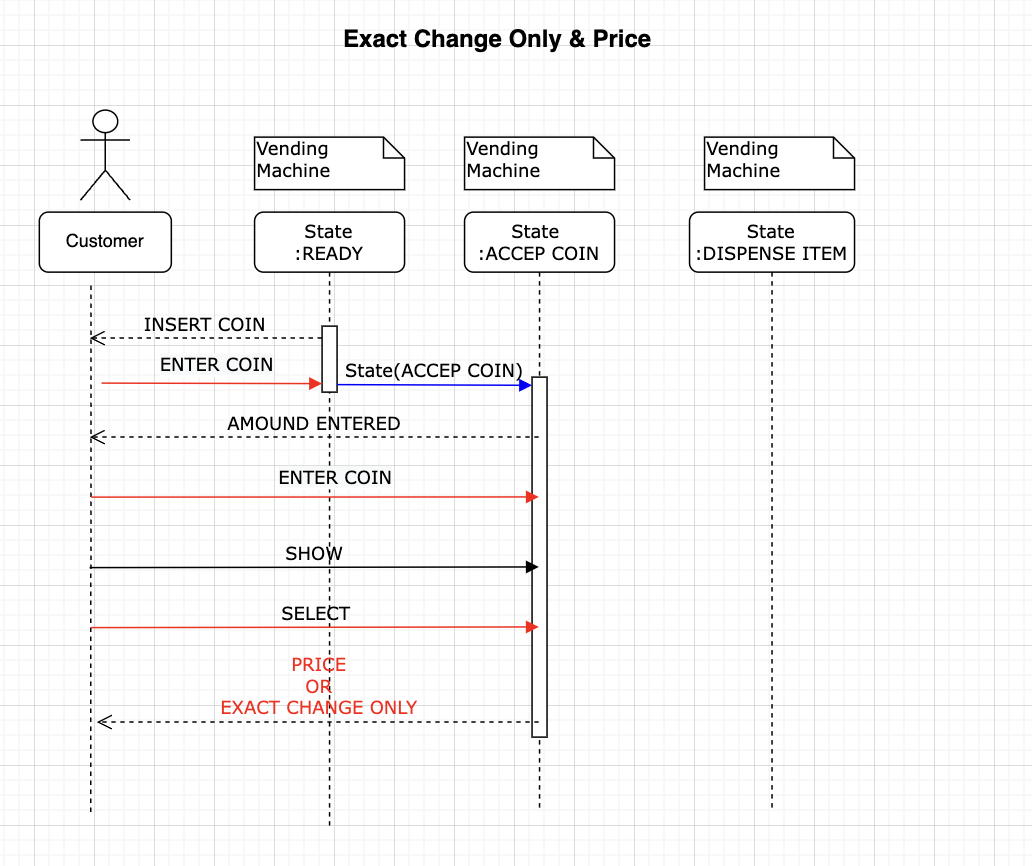 Exact Change Only & Price
Vending
Machine
Vending
Machine
Vending
Machine
Customer
State
:READY
State
:ACCEP COIN
State
:DISPENSE ITEM
INSERT COIN
ENTER COIN
State(ACCEP COIN)
AMOUND ENTERED
ENTER COIN
SHOW
SELECT
PRICE
OR
EXACT CHANGE ONLY